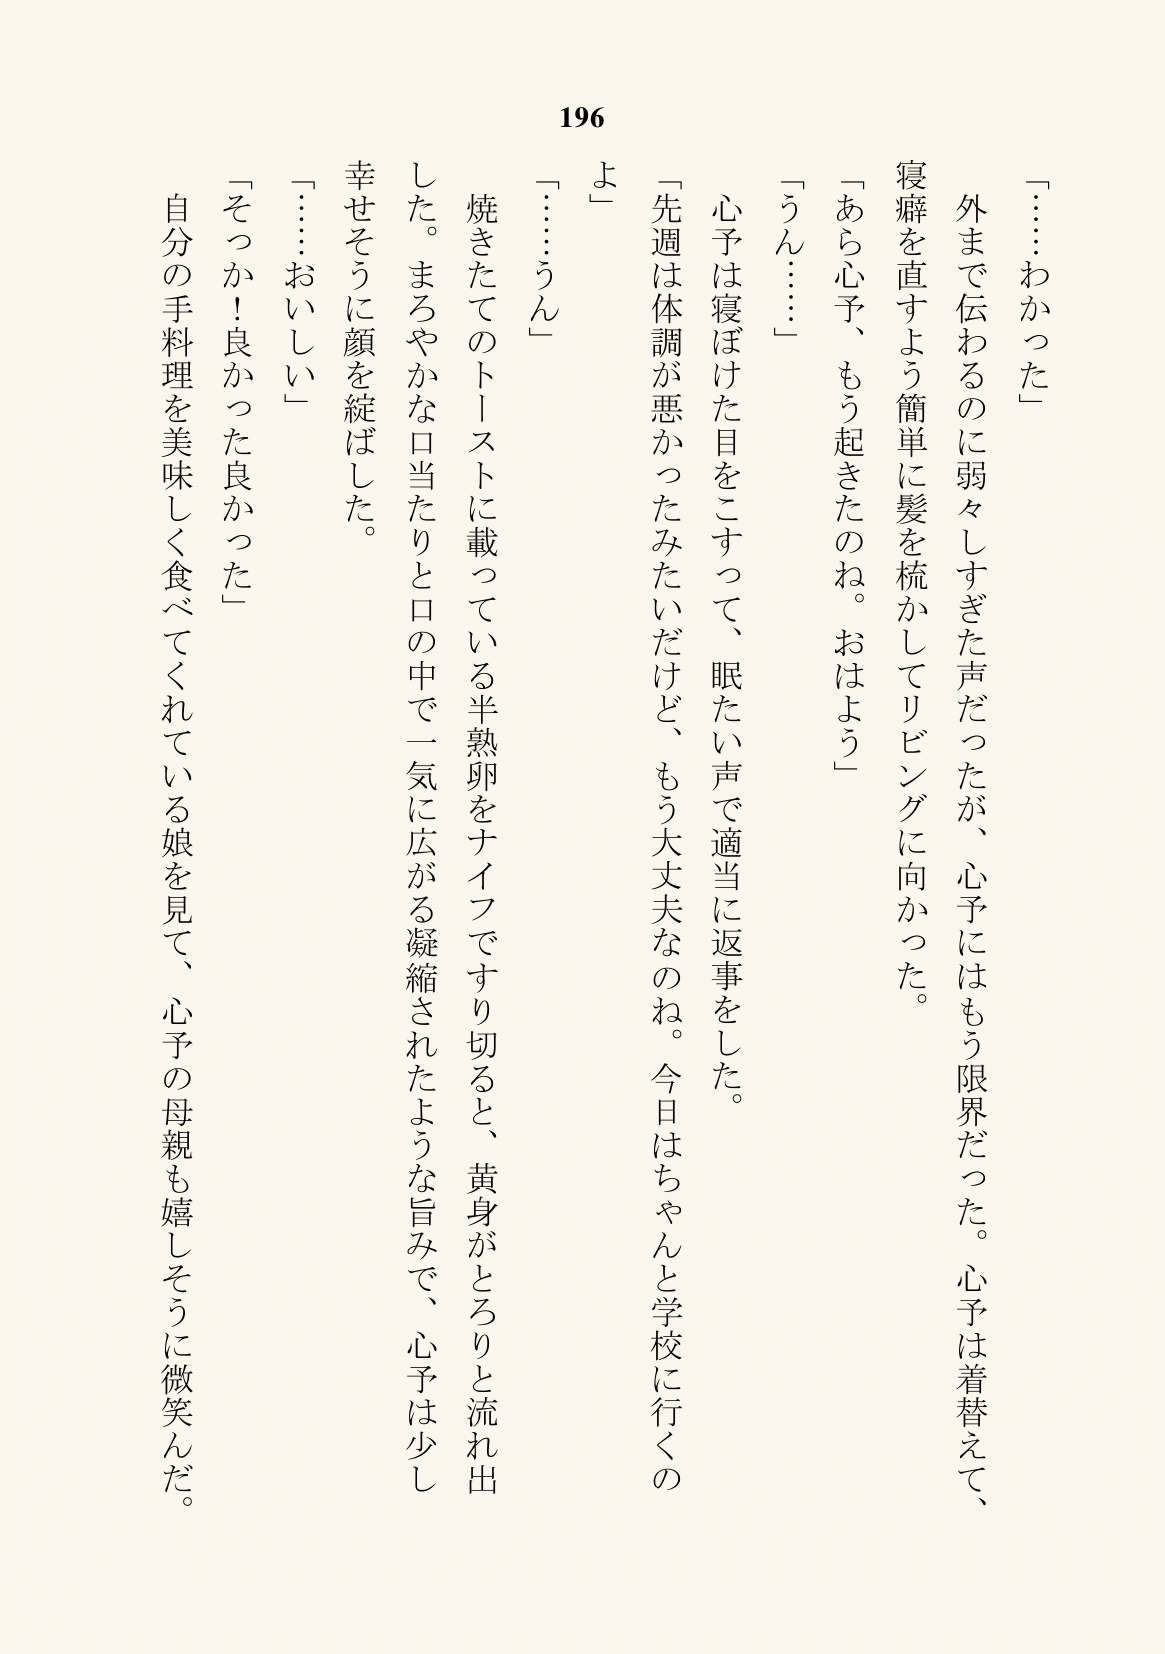 196
「……わかった」
　外まで伝わるのに弱々しすぎた声だったが、心予にはもう限界だった。心予は着替えて、
寝癖を直すよう簡単に髪を梳かしてリビングに向かった。
「あら心予、もう起きたのね。おはよう」
「うん……」
　心予は寝ぼけた目をこすって、眠たい声で適当に返事をした。
「先週は体調が悪かったみたいだけど、もう大丈夫なのね。今日はちゃんと学校に行くの
よ」
「……うん」
　焼きたてのトーストに載っている半熟卵をナイフですり切ると、黄身がとろりと流れ出
した。まろやかな口当たりと口の中で一気に広がる凝縮されたような旨みで、心予は少し
幸せそうに顔を綻ばした。
「……おいしい」
「そっか！良かった良かった」
　自分の手料理を美味しく食べてくれている娘を見て、心予の母親も嬉しそうに微笑んだ。